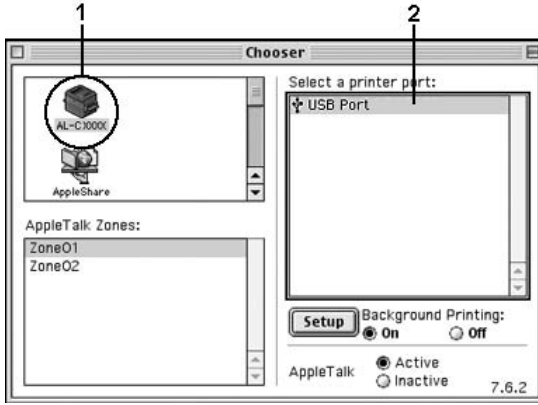 1
2
Chooser
AL-CXXXX
AppleShare
AppleTalk Zones:
Zone01
Zone02
Select a printer port:
USB Port
Setup
Background Printing:
On Off
AppleTalk
Active
Inactive
7.6.2